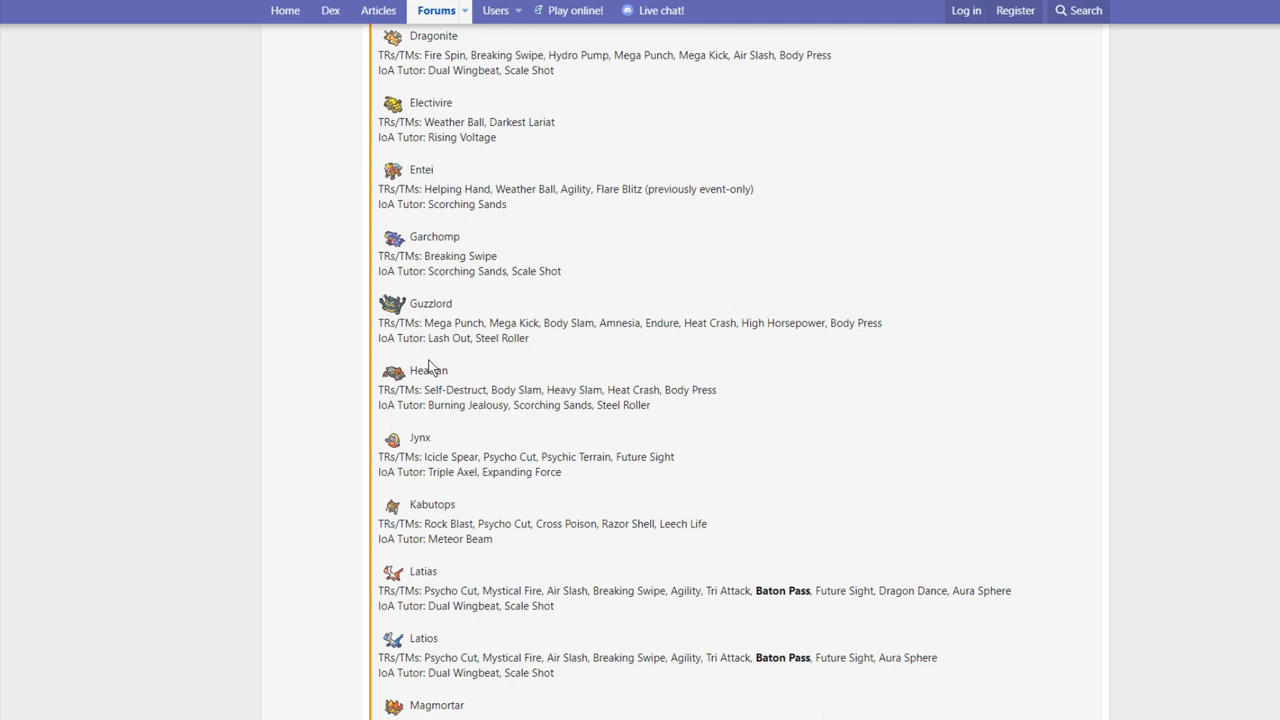 Home Dex Articles Forums Users Play online! Live chat! Log in Register Search
Dragonite
TRs/TMs: Fire Spin, Breaking Swipe, Hydro Pump, Mega Punch, Mega Kick, Air Slash, Body Press
IoA Tutor: Dual Wingbeat, Scale Shot
Electivire
TRs/TMs: Weather Ball, Darkest Lariat
IoA Tutor: Rising Voltage
Entei
TRs/TMs: Helping Hand, Weather Ball, Agility, Flare Blitz (previously event-only)
IoA Tutor: Scorching Sands
Garchomp
TRs/TMs: Breaking Swipe
IoA Tutor: Scorching Sands, Scale Shot
Guzzlord
TRs/TMs: Mega Punch, Mega Kick, Body Slam, Amnesia, Endure, Heat Crash, High Horsepower, Body Press
IoA Tutor: Lash Out, Steel Roller
Heatran
TRs/TMs: Self-Destruct, Body Slam, Heavy Slam, Heat Crash, Body Press
IoA Tutor: Burning Jealousy, Scorching Sands, Steel Roller
Jynx
TRs/TMs: Icicle Spear, Psycho Cut, Psychic Terrain, Future Sight
IoA Tutor: Triple Axel, Expanding Force
Kabutops
TRs/TMs: Rock Blast, Psycho Cut, Cross Poison, Razor Shell, Leech Life
IoA Tutor: Meteor Beam
Latias
TRs/TMs: Psycho Cut, Mystical Fire, Air Slash, Breaking Swipe, Agility, Tri Attack, Baton Pass, Future Sight, Dragon Dance, Aura Sphere
IoA Tutor: Dual Wingbeat, Scale Shot
Latios
TRs/TMs: Psycho Cut, Mystical Fire, Air Slash, Breaking Swipe, Agility, Tri Attack, Baton Pass, Future Sight, Aura Sphere
IoA Tutor: Dual Wingbeat, Scale Shot
Magmortar